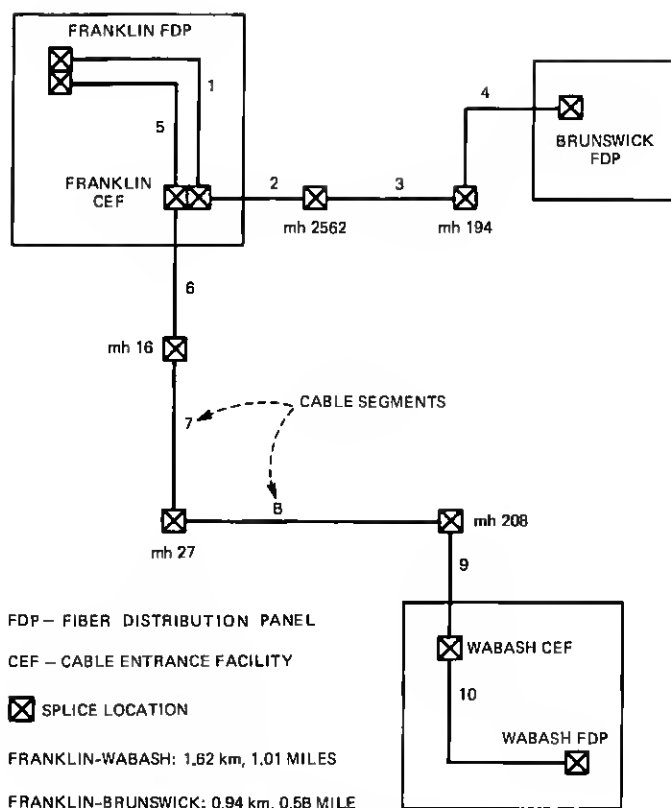 FRANKLIN FDP
1
5
4
BRUNSWICK
FDP
FRANKLIN
CEF
2
3
mh 2562
mh 194
6
mh 16
CABLE SEGMENTS
7
8
mh 27
mh 208
9
FDP – FIBER DISTRIBUTION PANEL
CEF – CABLE ENTRANCE FACILITY
WABASH CEF
10
SPLICE LOCATION
WABASH FDP
FRANKLIN-WABASH: 1.62 km, 1.01 MILES
FRANKLIN-BRUNSWICK: 0.94 km, 0.58 MILE